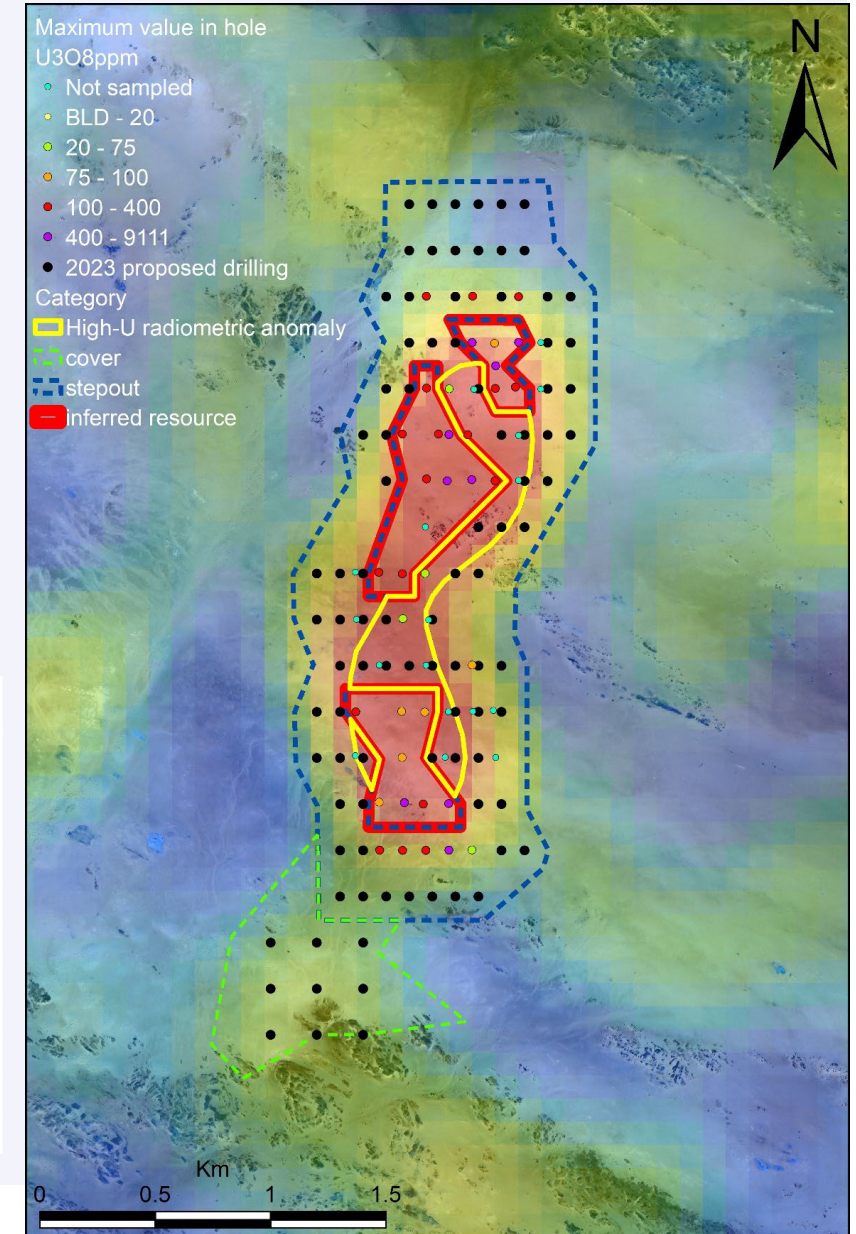 Maximum value in hole
U3O8ppm
Not sampled
BLD - 20
20 - 75
75 - 100
100 - 400
400 - 9111
2023 proposed drilling
Category
High-U radiometric anomaly
cover
stepout
inferred resource
N
Km
0 0.5 1 1.5